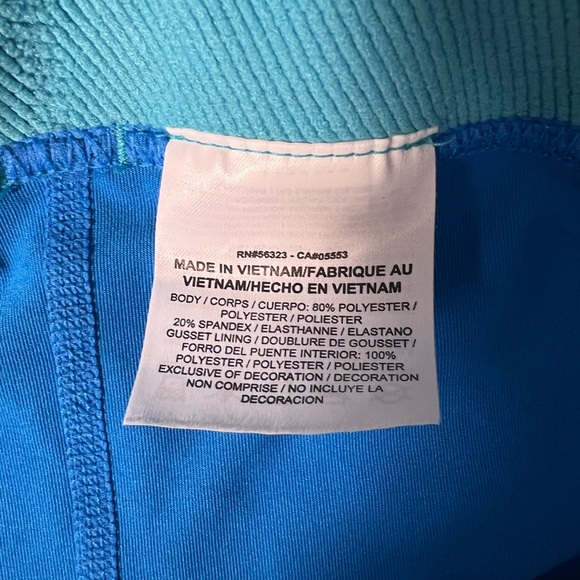 RN#56323 - CA#05553
MADE IN VIETNAM/FABRIQUE AU
VIETNAM/HECHO EN VIETNAM
BODY / CORPS / CUERPO: 80% POLYESTER /
POLYESTER / POLIESTER
20% SPANDEX / ELASTHANNE / ELASTANO
GUSSET LINING / DOUBLURE DE GOUSSET /
FORRO DEL PUENTE INTERIOR: 100%
POLYESTER / POLYESTER / POLIESTER
EXCLUSIVE OF DECORATION / DECORATION
NON COMPRISE / NO INCLUYE LA
DECORACION